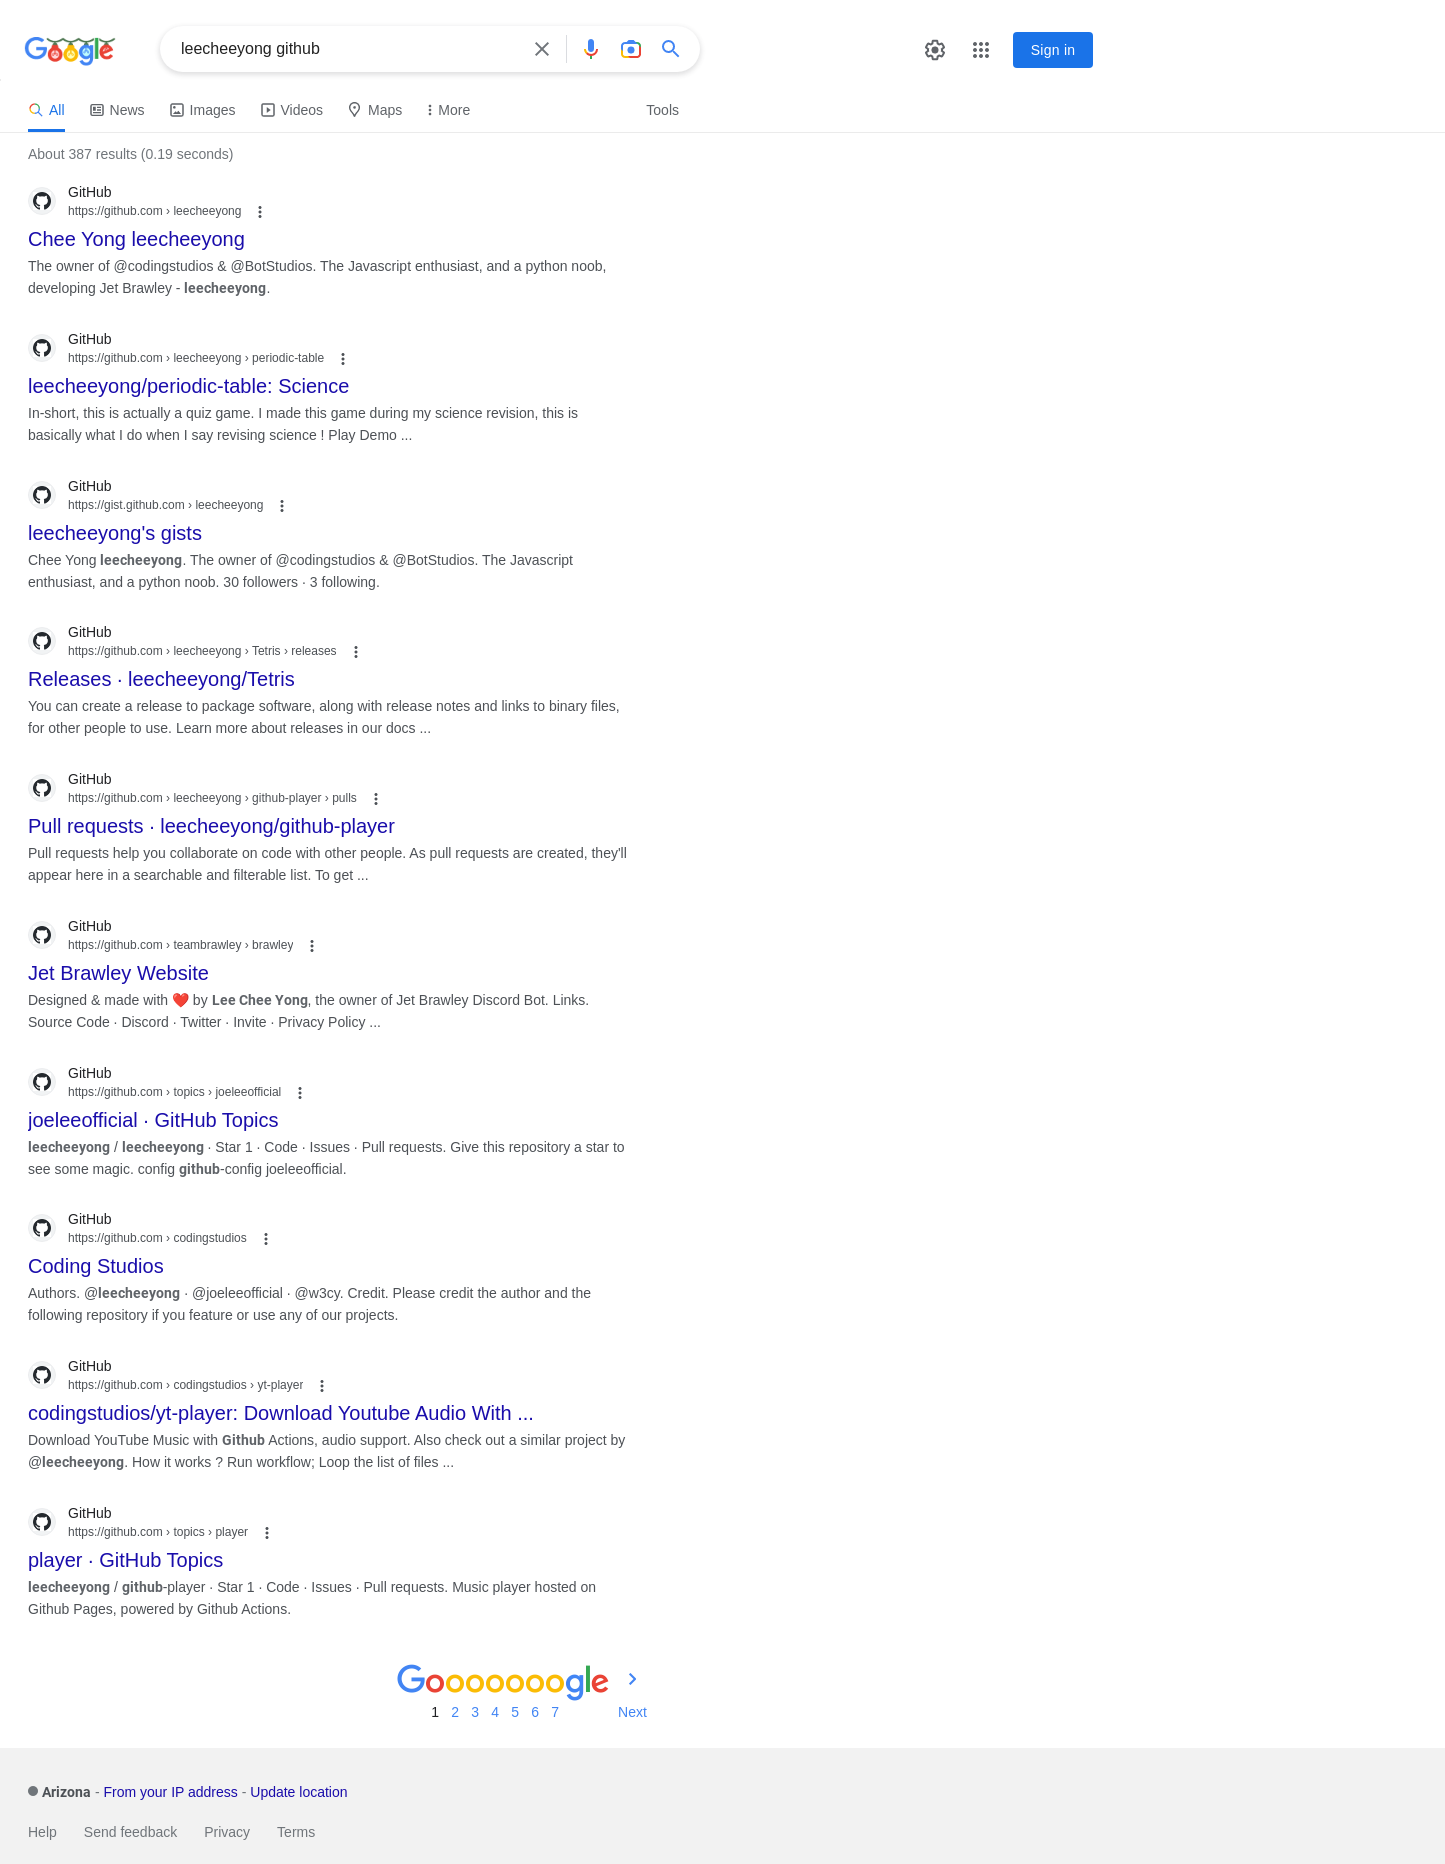 Google
leecheeyong github
Sign in
All News Images Videos Maps More Tools
About 387 results (0.19 seconds)
GitHub
https://github.com › leecheeyong
Chee Yong leecheeyong
The owner of @codingstudios & @BotStudios. The Javascript enthusiast, and a python noob,
developing Jet Brawley - leecheeyong.
GitHub
https://github.com › leecheeyong › periodic-table
leecheeyong/periodic-table: Science
In-short, this is actually a quiz game. I made this game during my science revision, this is
basically what I do when I say revising science ! Play Demo ...
GitHub
https://gist.github.com › leecheeyong
leecheeyong's gists
Chee Yong leecheeyong. The owner of @codingstudios & @BotStudios. The Javascript
enthusiast, and a python noob. 30 followers · 3 following.
GitHub
https://github.com › leecheeyong › Tetris › releases
Releases · leecheeyong/Tetris
You can create a release to package software, along with release notes and links to binary files,
for other people to use. Learn more about releases in our docs ...
GitHub
https://github.com › leecheeyong › github-player › pulls
Pull requests · leecheeyong/github-player
Pull requests help you collaborate on code with other people. As pull requests are created, they'll
appear here in a searchable and filterable list. To get ...
GitHub
https://github.com › teambrawley › brawley
Jet Brawley Website
Designed & made with ❤️ by Lee Chee Yong, the owner of Jet Brawley Discord Bot. Links.
Source Code · Discord · Twitter · Invite · Privacy Policy ...
GitHub
https://github.com › topics › joeleeofficial
joeleeofficial · GitHub Topics
leecheeyong / leecheeyong · Star 1 · Code · Issues · Pull requests. Give this repository a star to
see some magic. config github-config joeleeofficial.
GitHub
https://github.com › codingstudios
Coding Studios
Authors. @leecheeyong · @joeleeofficial · @w3cy. Credit. Please credit the author and the
following repository if you feature or use any of our projects.
GitHub
https://github.com › codingstudios › yt-player
codingstudios/yt-player: Download Youtube Audio With ...
Download YouTube Music with Github Actions, audio support. Also check out a similar project by
@leecheeyong. How it works ? Run workflow; Loop the list of files ...
GitHub
https://github.com › topics › player
player · GitHub Topics
leecheeyong / github-player · Star 1 · Code · Issues · Pull requests. Music player hosted on
Github Pages, powered by Github Actions.
Goooooooogle
1 2 3 4 5 6 7 Next
Arizona - From your IP address - Update location
Help Send feedback Privacy Terms